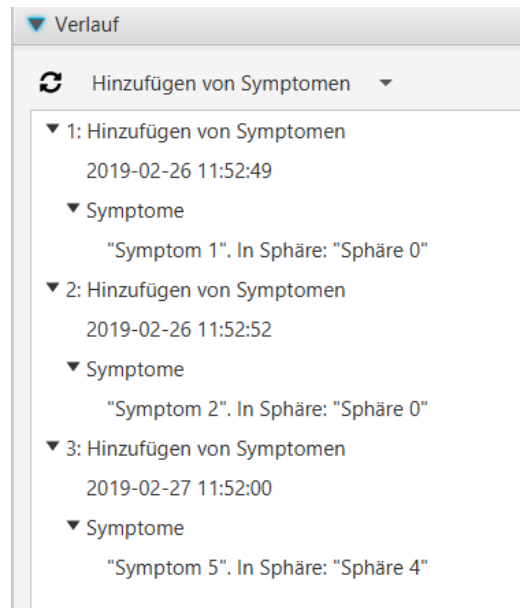 Verlauf
Hinzufügen von Symptomen
1: Hinzufügen von Symptomen
2019-02-26 11:52:49
Symptome
"Symptom 1". In Sphäre: "Sphäre 0"
2: Hinzufügen von Symptomen
2019-02-26 11:52:52
Symptome
"Symptom 2". In Sphäre: "Sphäre 0"
3: Hinzufügen von Symptomen
2019-02-27 11:52:00
Symptome
"Symptom 5". In Sphäre: "Sphäre 4"